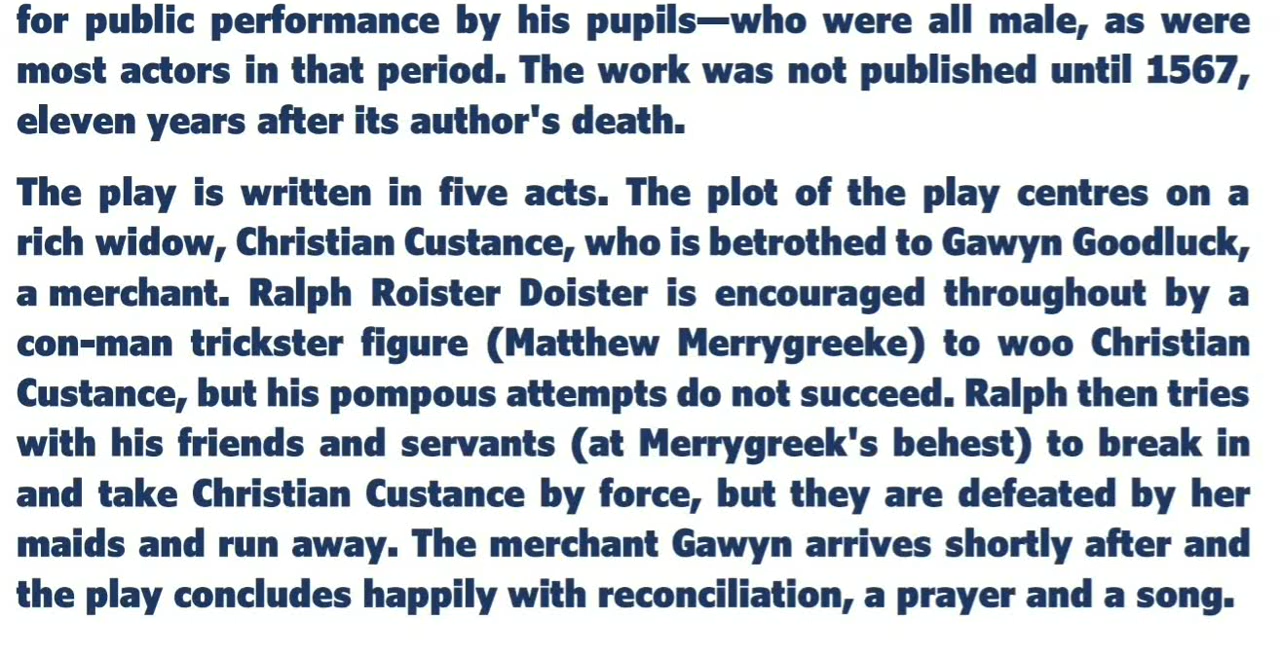 for public performance by his pupils—who were all male, as were
most actors in that period. The work was not published until 1567,
eleven years after its author's death.
The play is written in five acts. The plot of the play centres on a
rich widow, Christian Custance, who is betrothed to Gawyn Goodluck,
a merchant. Ralph Roister Doister is encouraged throughout by a
con-man trickster figure (Matthew Merrygreeke) to woo Christian
Custance, but his pompous attempts do not succeed. Ralph then tries
with his friends and servants (at Merrygreek's behest) to break in
and take Christian Custance by force, but they are defeated by her
maids and run away. The merchant Gawyn arrives shortly after and
the play concludes happily with reconciliation, a prayer and a song.